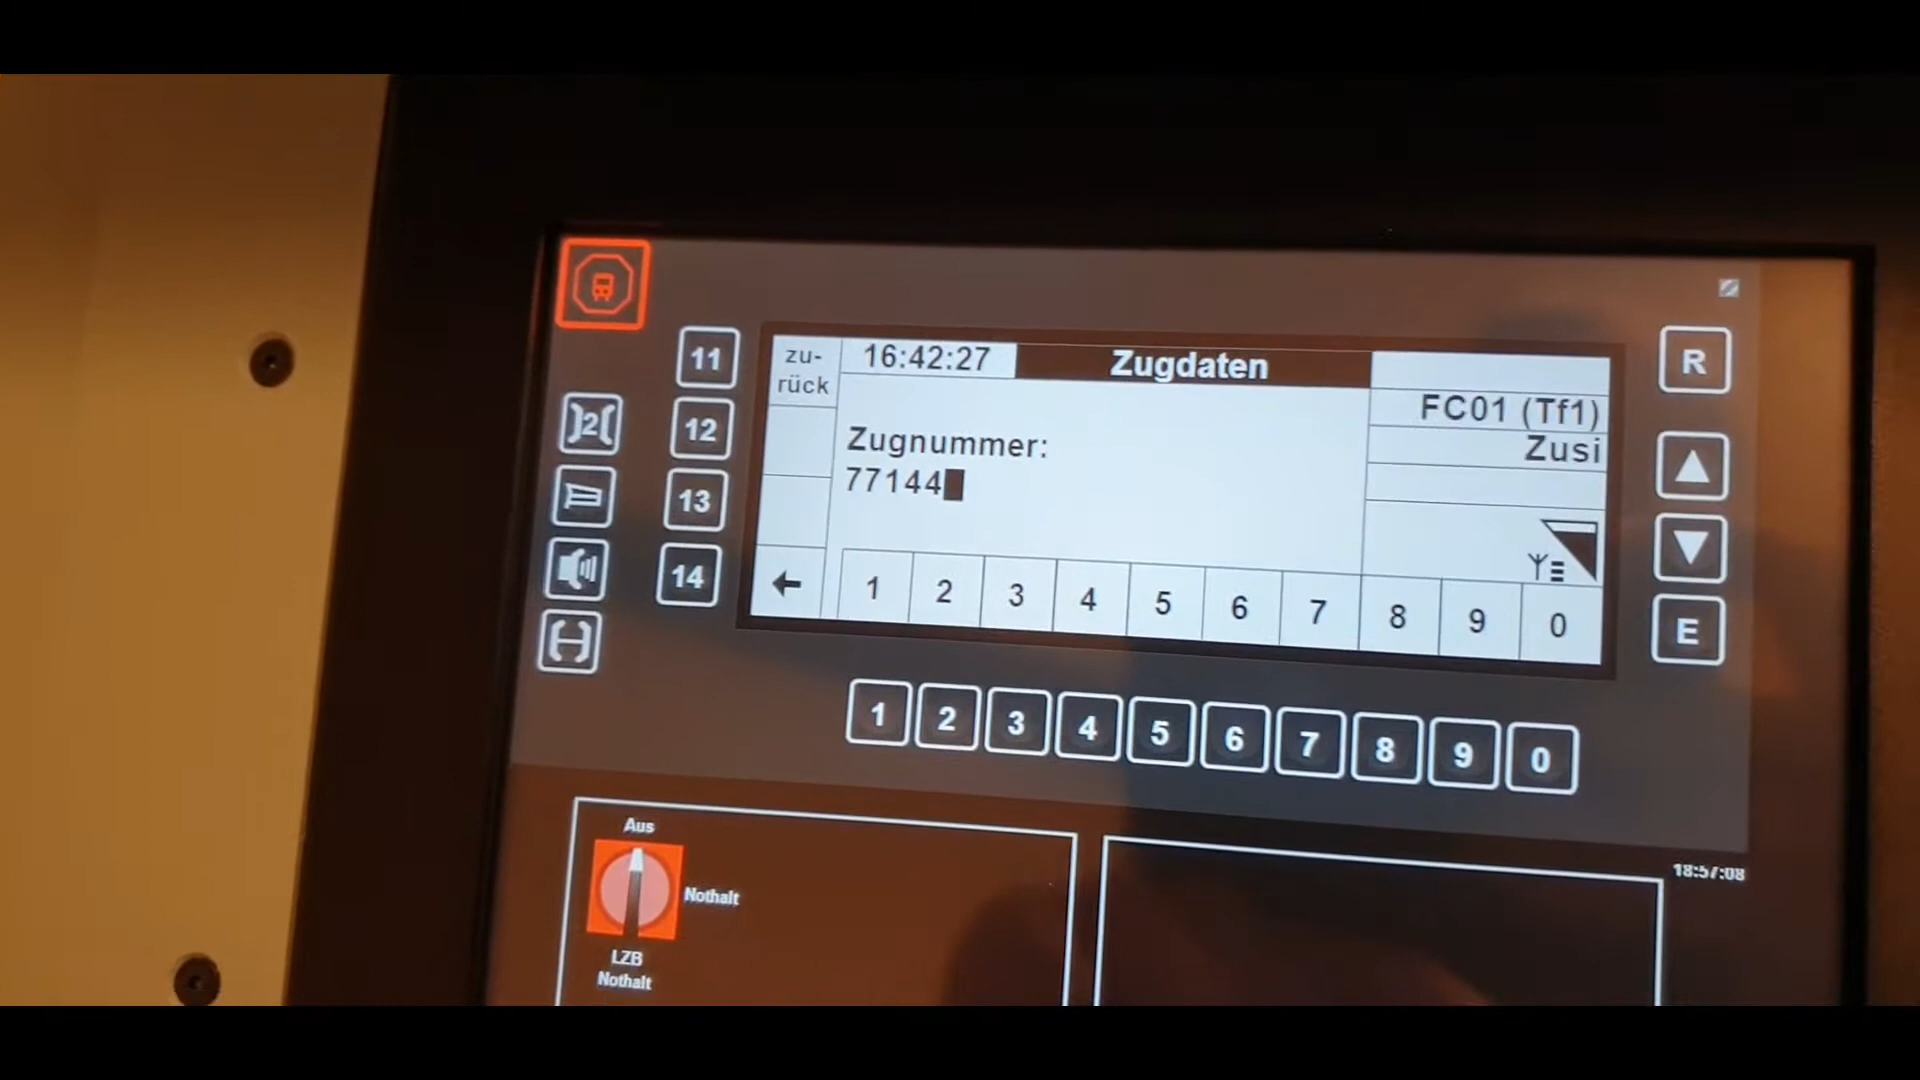 11
12
13
14
2
zu-
rück
16:42:27
Zugdaten
FC01 (Tf1)
Zusi
Zugnummer:
77144
1 2 3 4 5 6 7 8 9 0
R
E
1 2 3 4 5 6 7 8 9 0
Aus
Nothalt
LZB
Nothalt
18:57:08